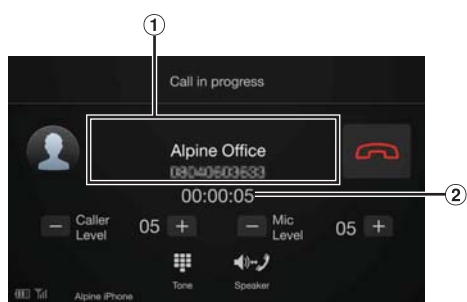 ①
Call in progress
Alpine Office
08040603633
00:00:05
②
− Caller Level 05 +
− Mic Level 05 +
Tone
Speaker
Alpine iPhone